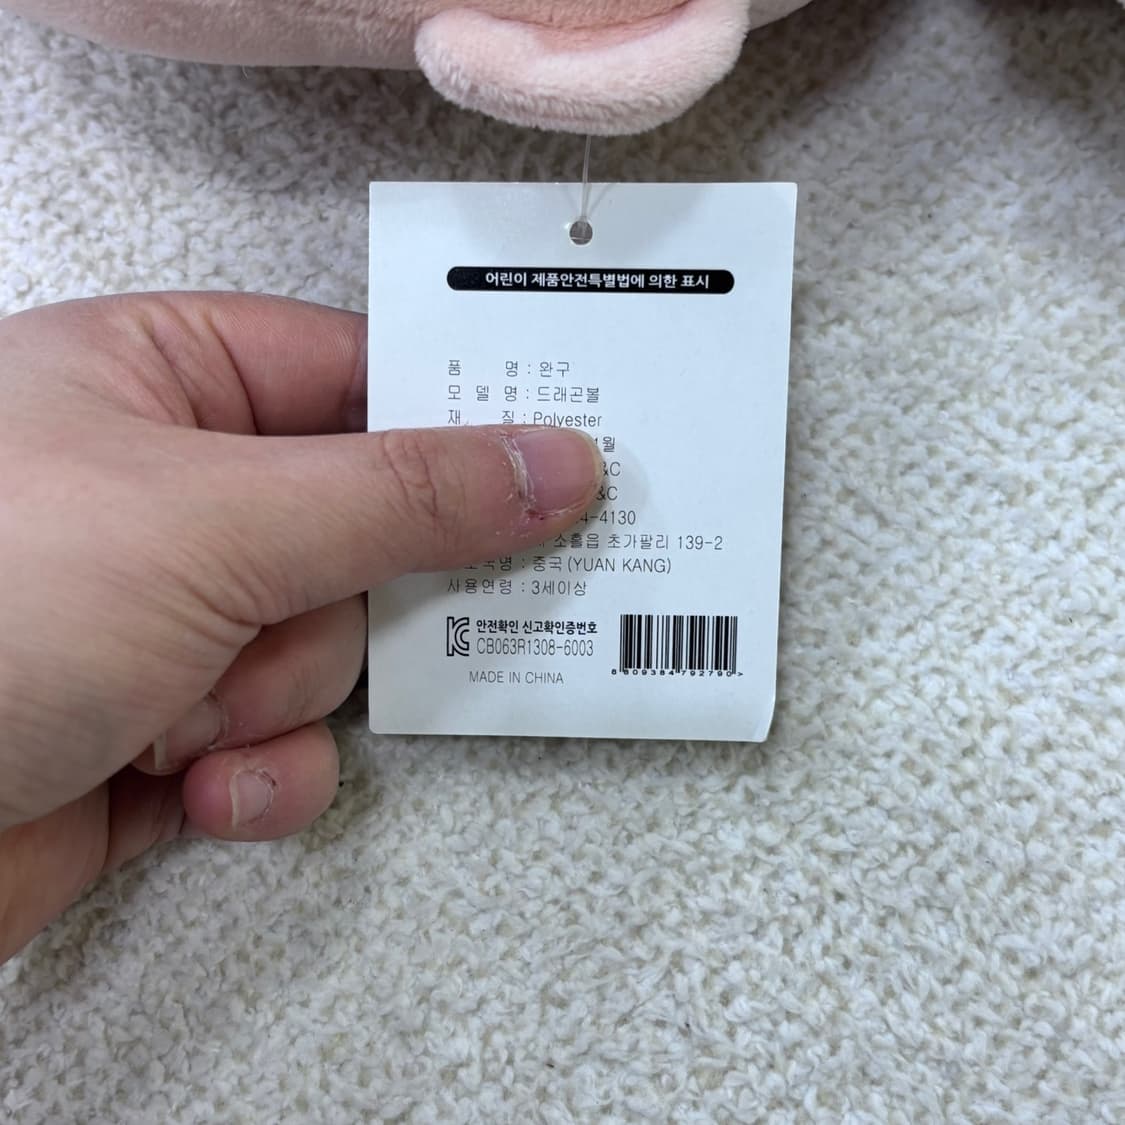 어린이 제품안전특별법에 의한 표시
품 명 : 완구
모 델 명 : 드래곤볼
재 질 : Polyester
1월
&C
&C
4-4130
소흘읍 초가팔리 139-2
국명 : 중국 (YUAN KANG)
사용연령 : 3세이상
안전확인 신고확인증번호
CB063R1308-6003
8809384792790>
MADE IN CHINA